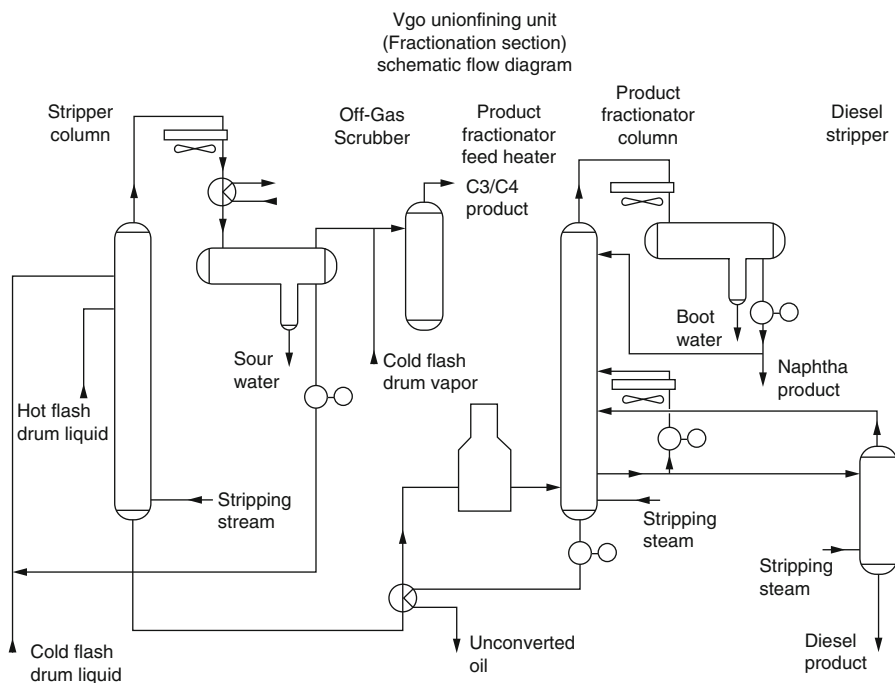 Vgo unionfining unit
(Fractionation section)
schematic flow diagram
Stripper
column
Off-Gas
Scrubber
Product
fractionator
feed heater
Product
fractionator
column
Diesel
stripper
C3/C4
product
Sour
water
Cold flash
drum vapor
Boot
water
Naphtha
product
Hot flash
drum liquid
Stripping
stream
Stripping
steam
Stripping
steam
Cold flash
drum liquid
Unconverted
oil
Diesel
product